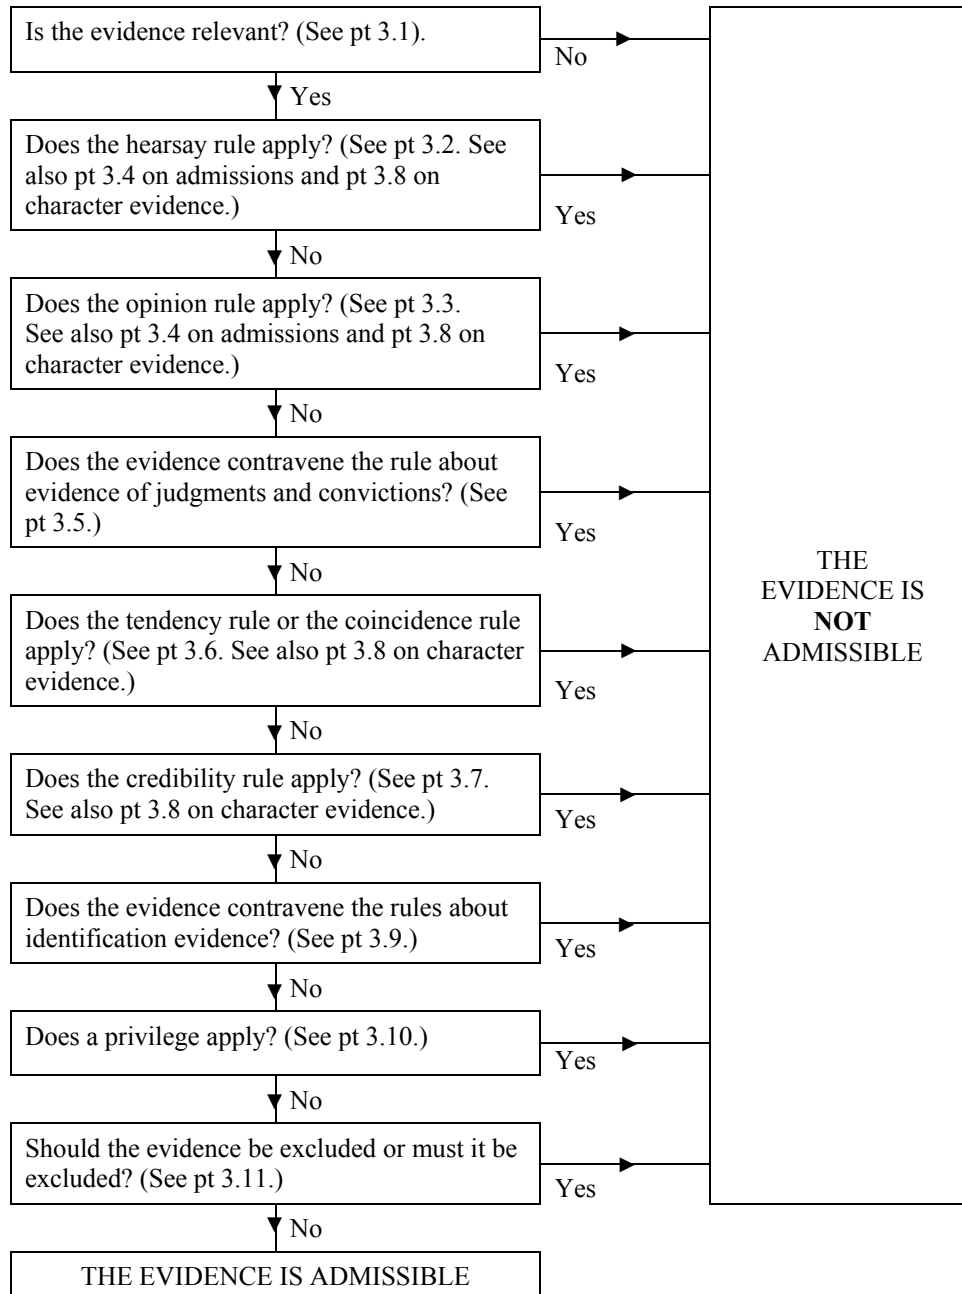 Is the evidence relevant? (See pt 3.1).
No
Yes
Does the hearsay rule apply? (See pt 3.2. See
also pt 3.4 on admissions and pt 3.8 on
character evidence.)
Yes
No
Does the opinion rule apply? (See pt 3.3.
See also pt 3.4 on admissions and pt 3.8 on
character evidence.)
Yes
No
Does the evidence contravene the rule about
evidence of judgments and convictions? (See
pt 3.5.)
Yes
No
Does the tendency rule or the coincidence rule
apply? (See pt 3.6. See also pt 3.8 on character
evidence.)
Yes
No
Does the credibility rule apply? (See pt 3.7.
See also pt 3.8 on character evidence.)
Yes
No
Does the evidence contravene the rules about
identification evidence? (See pt 3.9.)
Yes
No
Does a privilege apply? (See pt 3.10.)
Yes
No
Should the evidence be excluded or must it be
excluded? (See pt 3.11.)
Yes
No
THE EVIDENCE IS ADMISSIBLE
THE
EVIDENCE IS
NOT
ADMISSIBLE